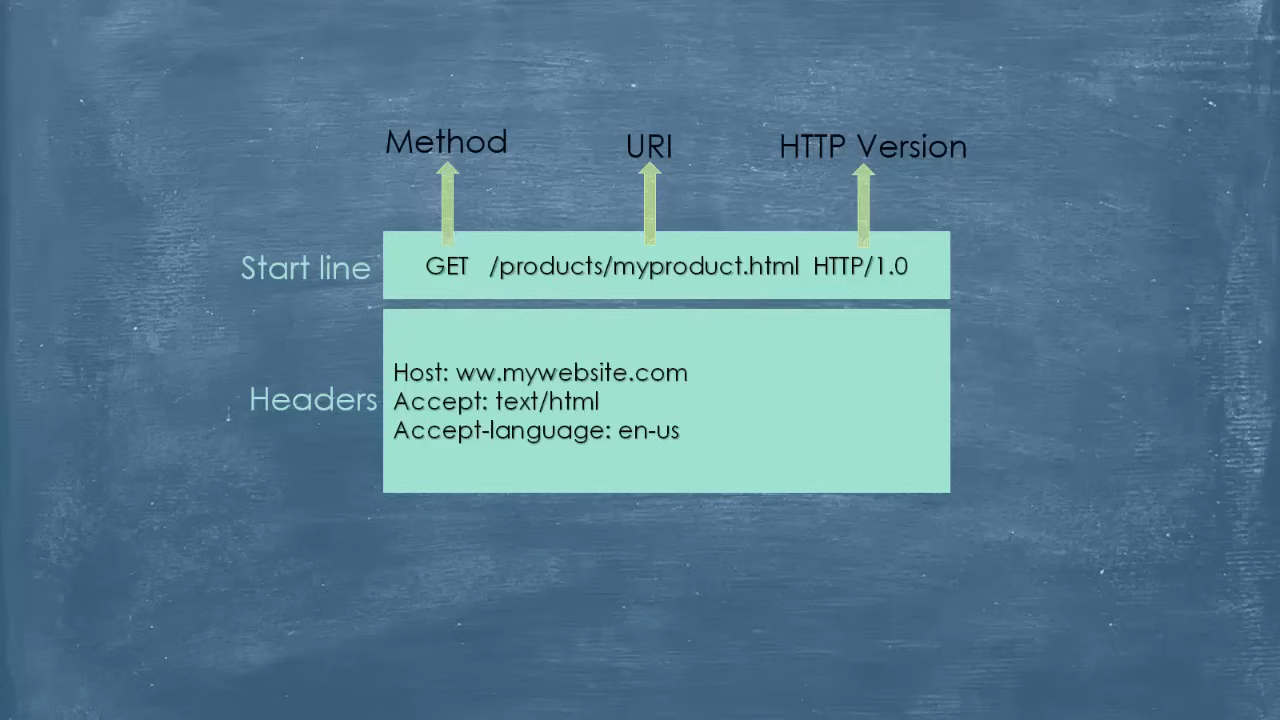 Method URI HTTP Version
Start line GET /products/myproduct.html HTTP/1.0
Host: ww.mywebsite.com
Headers Accept: text/html
Accept-language: en-us